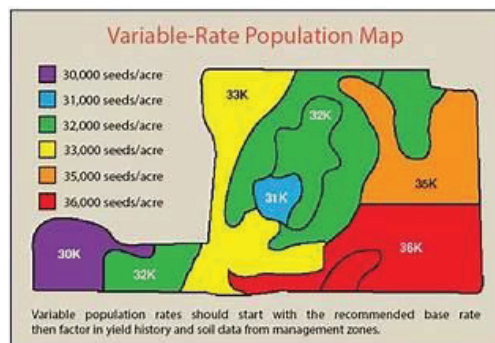 Variable-Rate Population Map
30,000 seeds/acre
31,000 seeds/acre
32,000 seeds/acre
33,000 seeds/acre
35,000 seeds/acre
36,000 seeds/acre
33K
32K
31K
35K
36K
30K
32K
Variable population rates should start with the recommended base rate
then factor in yield history and soil data from management zones.